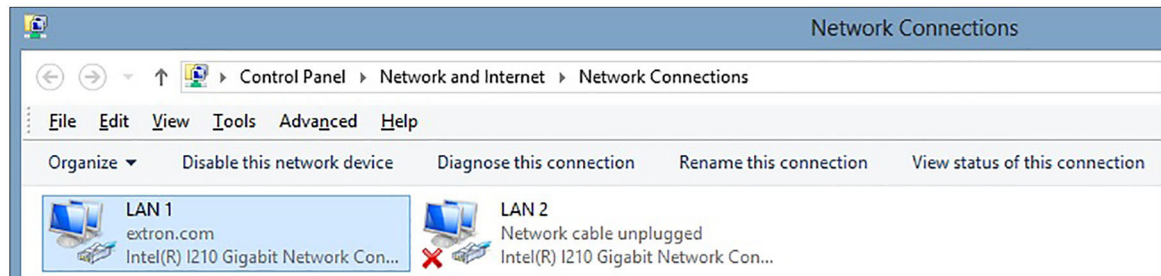 Network Connections
Control Panel Network and Internet Network Connections
File Edit View Tools Advanced Help
Organize Disable this network device Diagnose this connection Rename this connection View status of this connection
LAN 1 LAN 2
extron.com Network cable unplugged
Intel(R) I210 Gigabit Network Con... Intel(R) I210 Gigabit Network Con...